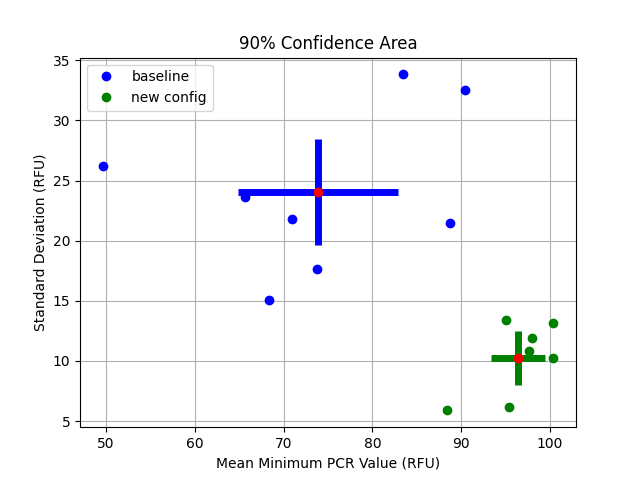 90% Confidence Area
baseline
new config
35
30
25
20
15
10
5
Standard Deviation (RFU)
50 60 70 80 90 100
Mean Minimum PCR Value (RFU)